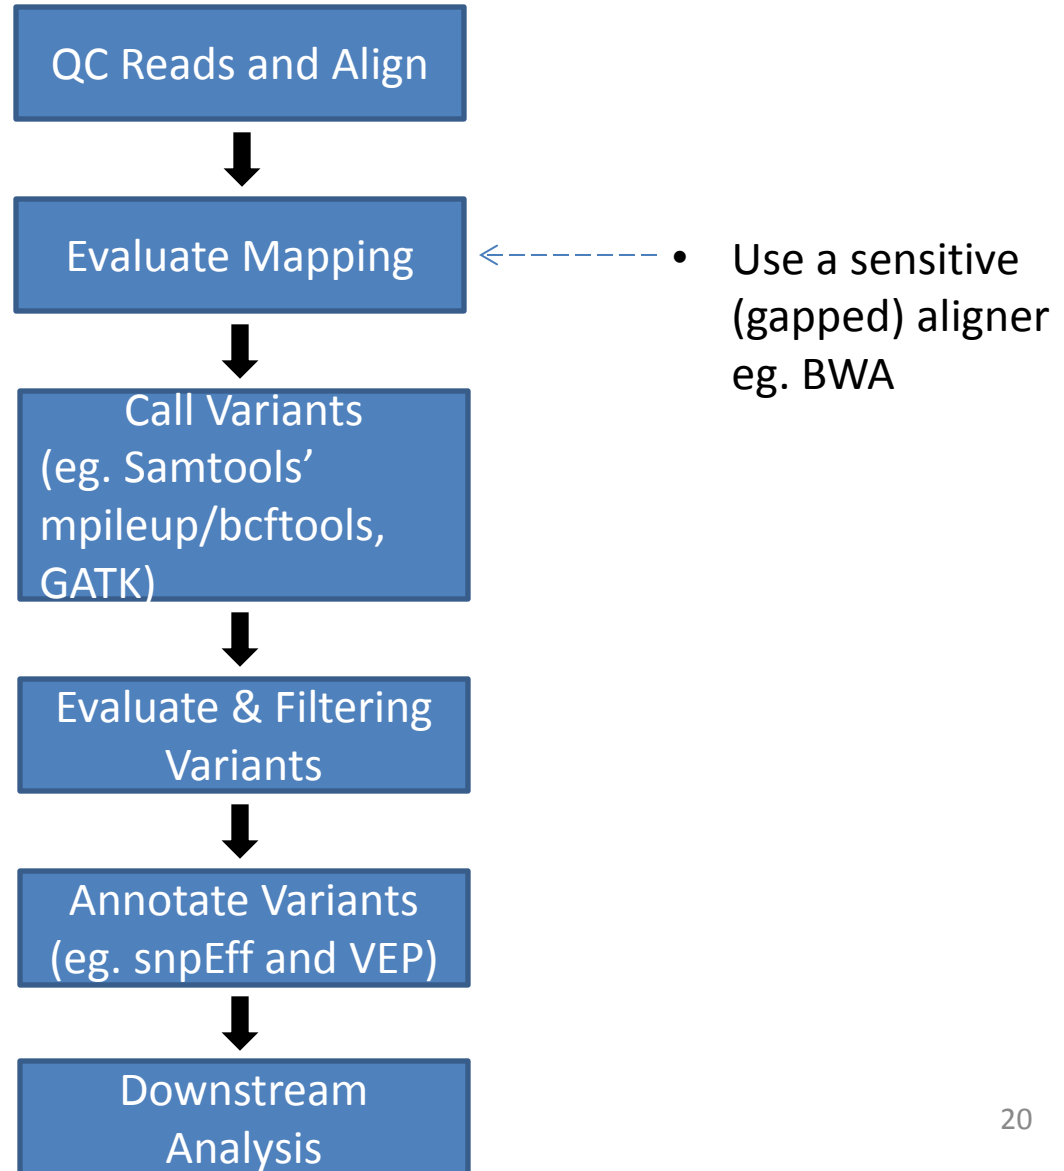 QC Reads and Align
Evaluate Mapping
• Use a sensitive
(gapped) aligner
eg. BWA
Call Variants
(eg. Samtools’
mpileup/bcftools,
GATK)
Evaluate & Filtering
Variants
Annotate Variants
(eg. snpEff and VEP)
Downstream
Analysis
20